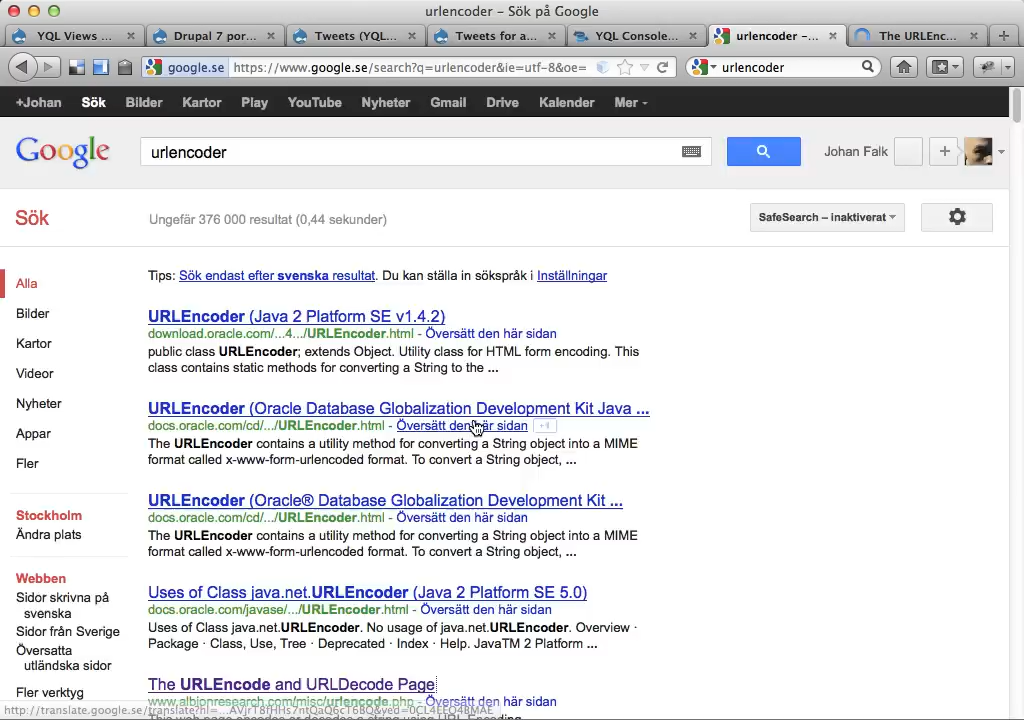 urlencoder – Sök på Google
YQL Views ...
Drupal 7 por...
Tweets (YQL...
Tweets for a...
YQL Console...
urlencoder -...
The URLEnc...
google.se
https://www.google.se/search?q=urlencoder&ie=utf-8&oe=
urlencoder
+Johan Sök Bilder Kartor Play YouTube Nyheter Gmail Drive Kalender Mer
Google
urlencoder
Johan Falk
Sök
Ungefär 376 000 resultat (0,44 sekunder)
SafeSearch – inaktiverat
Alla
Bilder
Kartor
Videor
Nyheter
Appar
Fler
Stockholm
Ändra plats
Webben
Sidor skrivna på
svenska
Sidor från Sverige
Översatta
utländska sidor
Fler verktyg
Tips: Sök endast efter svenska resultat. Du kan ställa in sökspråk i Inställningar
URLEncoder (Java 2 Platform SE v1.4.2)
download.oracle.com/...4.../URLEncoder.html - Översätt den här sidan
public class URLEncoder; extends Object. Utility class for HTML form encoding. This
class contains static methods for converting a String to the ...
URLEncoder (Oracle Database Globalization Development Kit Java ...
docs.oracle.com/cd/.../URLEncoder.html - Översätt den här sidan
The URLEncoder contains a utility method for converting a String object into a MIME
format called x-www-form-urlencoded format. To convert a String object, ...
URLEncoder (Oracle® Database Globalization Development Kit ...
docs.oracle.com/cd/.../URLEncoder.html - Översätt den här sidan
The URLEncoder contains a utility method for converting a String object into a MIME
format called x-www-form-urlencoded format. To convert a String object, ...
Uses of Class java.net.URLEncoder (Java 2 Platform SE 5.0)
docs.oracle.com/javase/.../URLEncoder.html - Översätt den här sidan
Uses of Class java.net.URLEncoder. No usage of java.net.URLEncoder. Overview ·
Package · Class, Use, Tree · Deprecated · Index · Help. JavaTM 2 Platform ...
The URLEncode and URLDecode Page
www.albionresearch.com/misc/urlencode.php - Översätt den här sidan